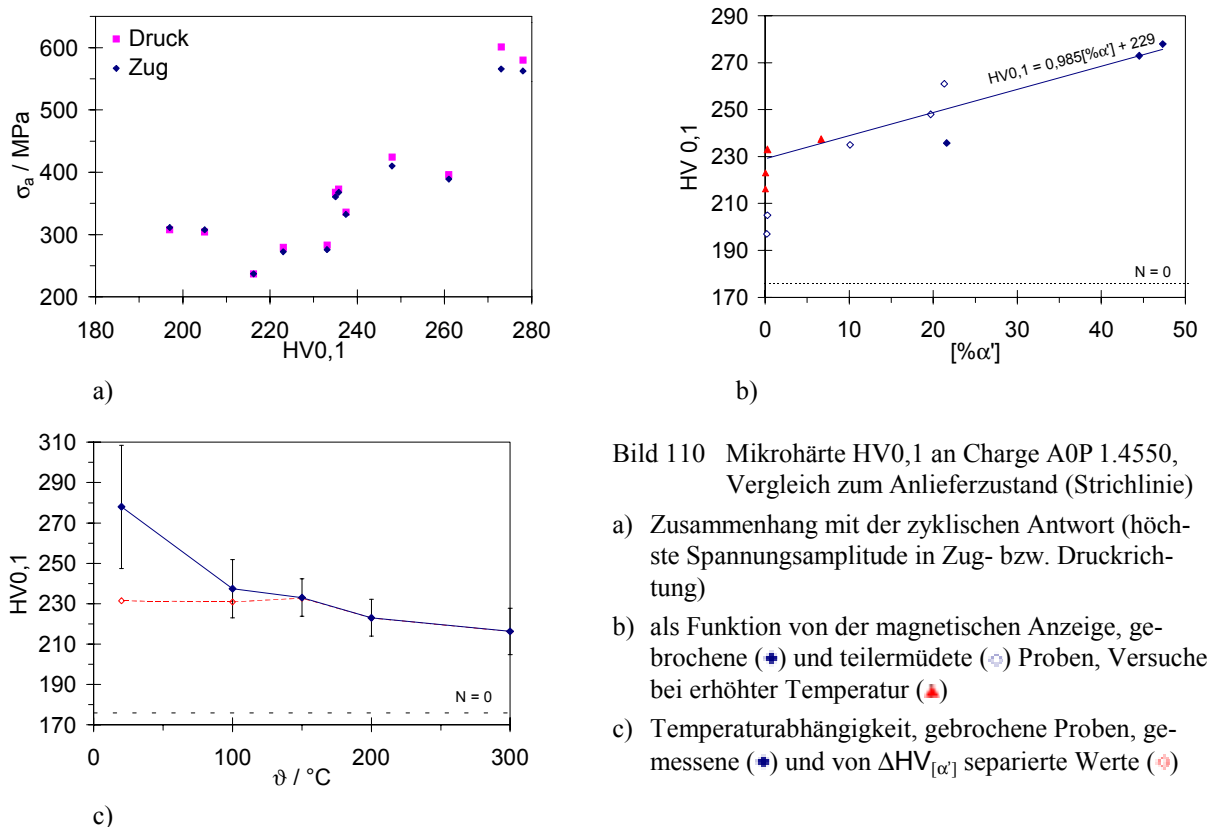 Druck
Zug
600
500
400
300
200
180 200 220 240 260 280
σa / MPa
HV0,1
a)
290
270
250
230
210
190
170
0 10 20 30 40 50
HV 0,1
[%α']
HV0,1 = 0,985[%α'] + 229
N = 0
b)
310
290
270
250
230
210
190
170
0 100 200 300
HV0,1
ϑ / °C
N = 0
c)
Bild 110 Mikrohärte HV0,1 an Charge A0P 1.4550,
Vergleich zum Anlieferzustand (Strichlinie)
a) Zusammenhang mit der zyklischen Antwort (höch-
ste Spannungsamplitude in Zug- bzw. Druckrich-
tung)
b) als Funktion von der magnetischen Anzeige, ge-
brochene (◆) und teilermüdete (◇) Proben, Versuche
bei erhöhter Temperatur (▲)
c) Temperaturabhängigkeit, gebrochene Proben, ge-
messene (◆) und von ΔHV[α'] separierte Werte (◇)